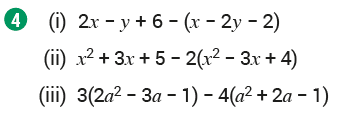 4 (i) 2x − y + 6 − (x − 2y − 2)
(ii) x² + 3x + 5 − 2(x² − 3x + 4)
(iii) 3(2a² − 3a − 1) − 4(a² + 2a − 1)